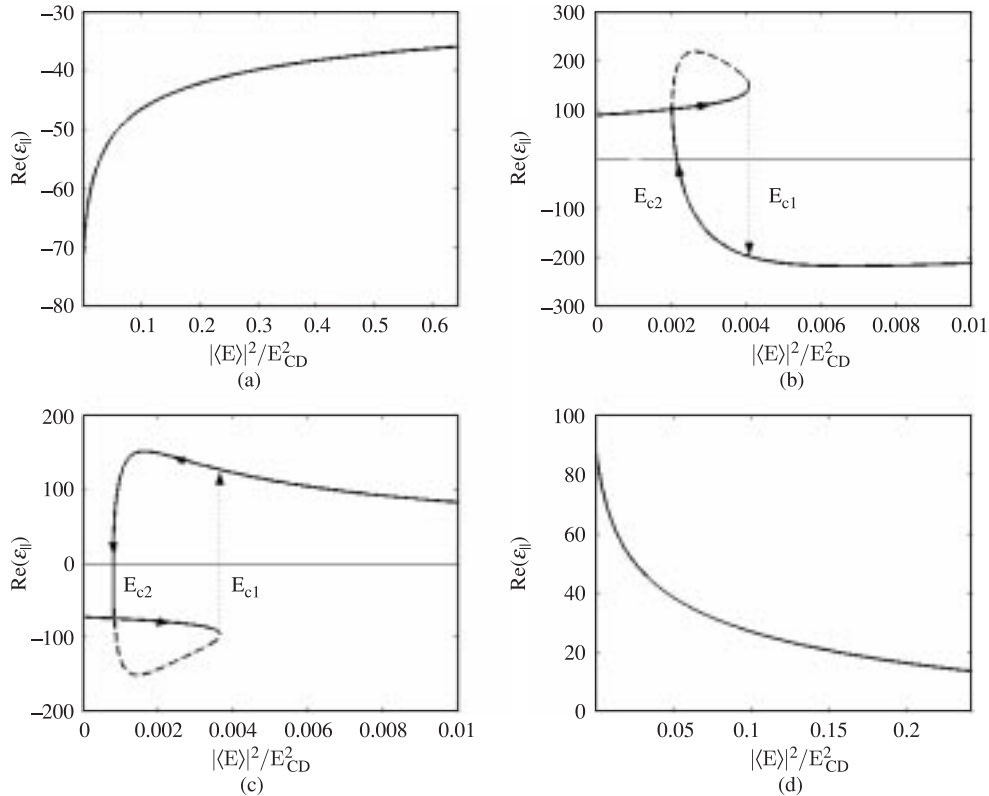 −30
−40
−50
−60
−70
−80
Re(ε||)
0.1 0.2 0.3 0.4 0.5 0.6
|⟨E⟩|²/E²CD
(a)
300
200
100
−100
−200
−300
Re(ε||)
Ec2
Ec1
0 0.002 0.004 0.006 0.008 0.01
|⟨E⟩|²/E²CD
(b)
200
100
0
−100
−200
Re(ε||)
Ec2
Ec1
0 0.002 0.004 0.006 0.008 0.01
|⟨E⟩|²/E²CD
(c)
100
80
60
40
20
0
Re(ε||)
0.05 0.1 0.15 0.2
|⟨E⟩|²/E²CD
(d)